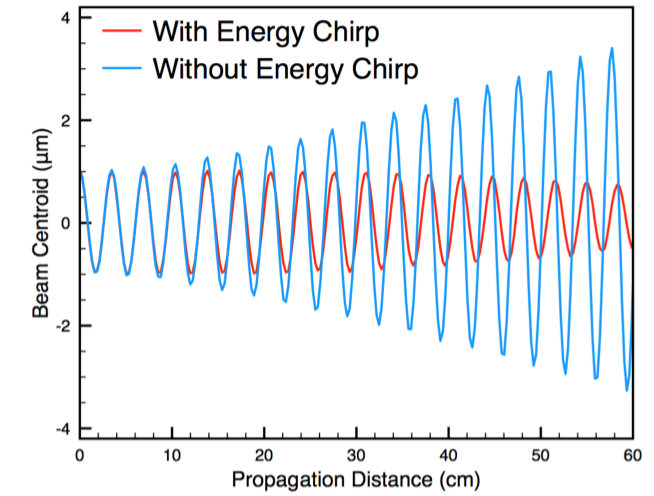 With Energy Chirp
Without Energy Chirp
4
2
0
-2
-4
Beam Centroid (μm)
0 10 20 30 40 50 60
Propagation Distance (cm)